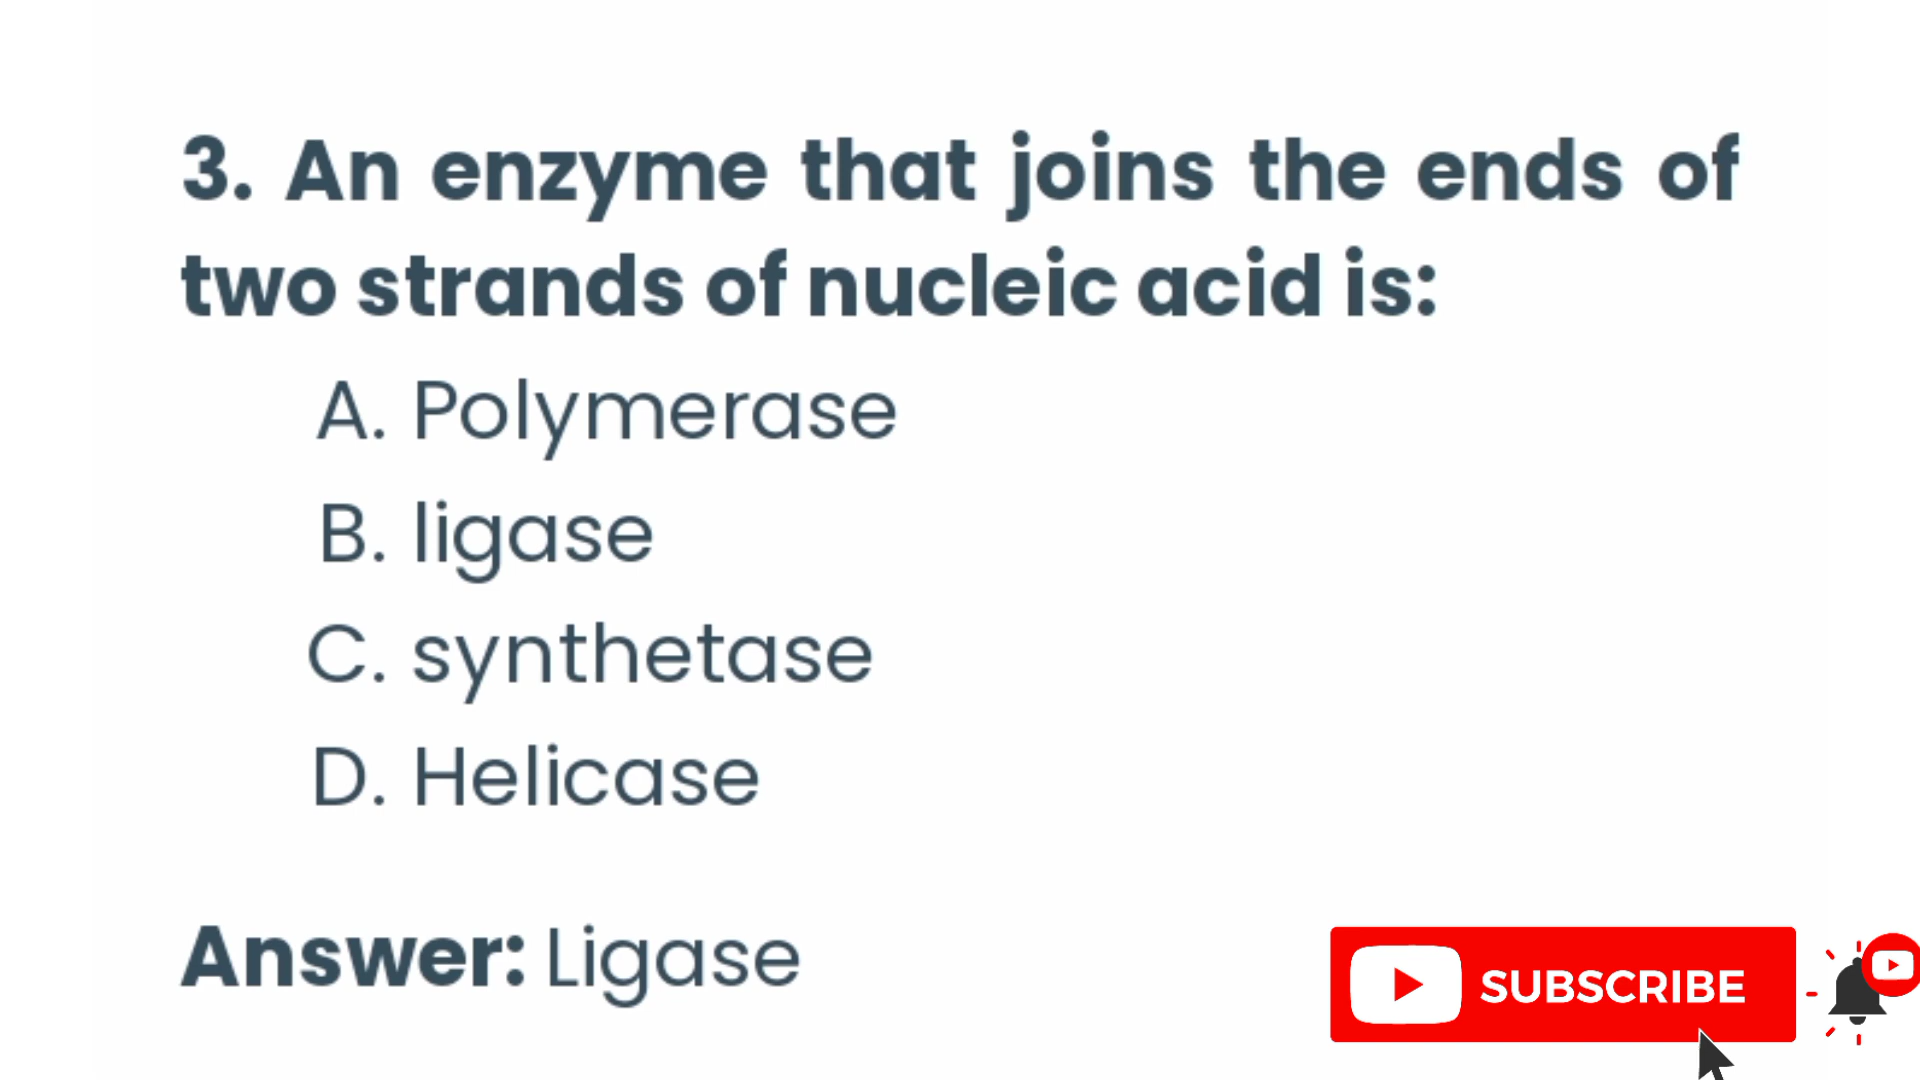 3. An enzyme that joins the ends of
two strands of nucleic acid is:
A. Polymerase
B. ligase
C. synthetase
D. Helicase
Answer: Ligase
SUBSCRIBE